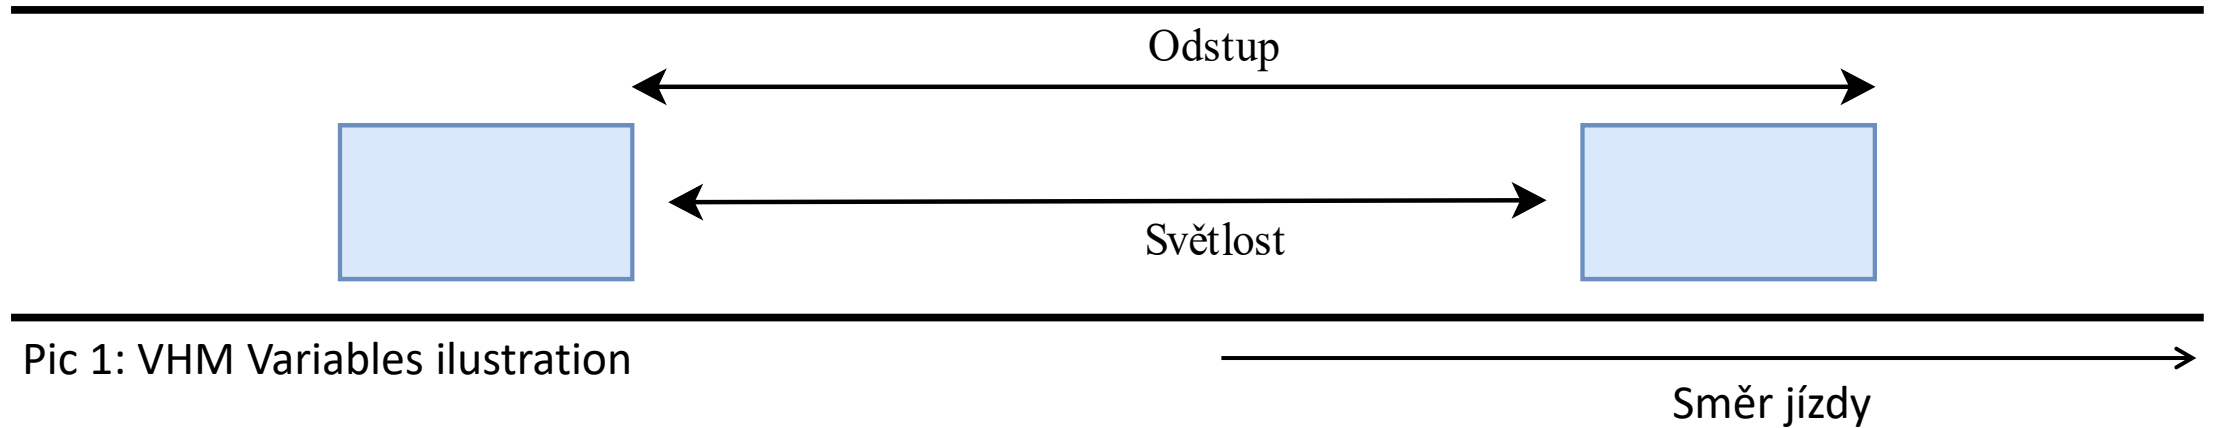 Odstup
Světlost
Pic 1: VHM Variables ilustration
Směr jízdy